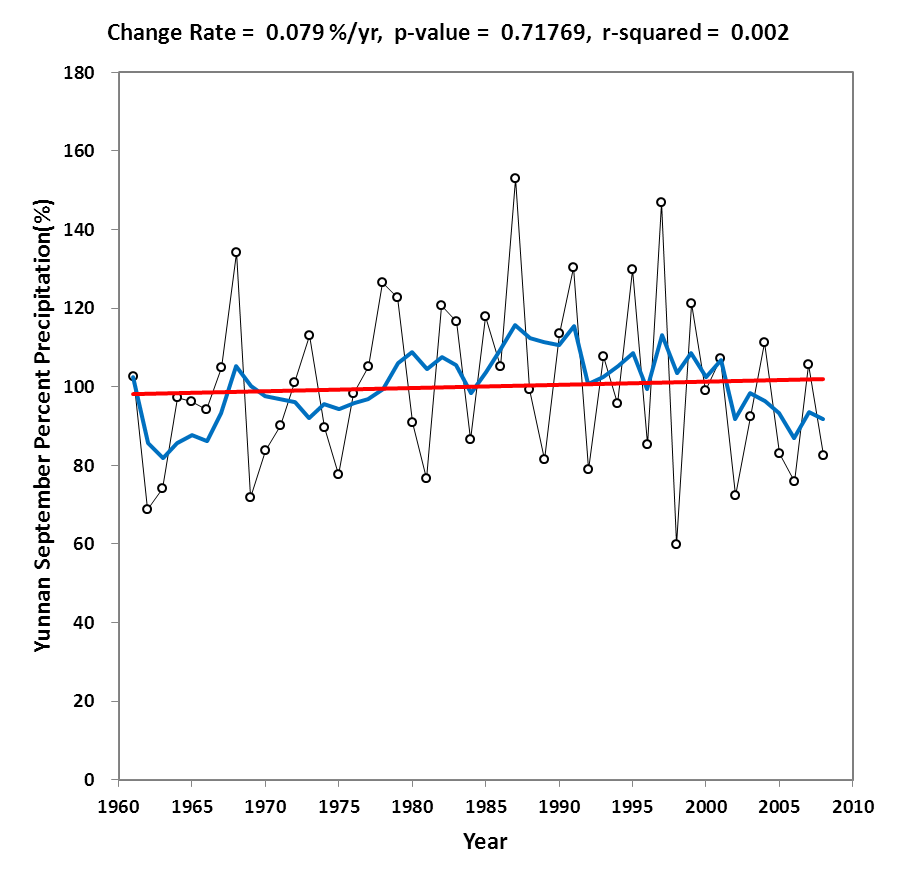 Change Rate = 0.079 %/yr, p-value = 0.71769, r-squared = 0.002
180
160
140
120
100
80
60
40
20
0
Yunnan September Percent Precipitation(%)
1960 1965 1970 1975 1980 1985 1990 1995 2000 2005 2010
Year